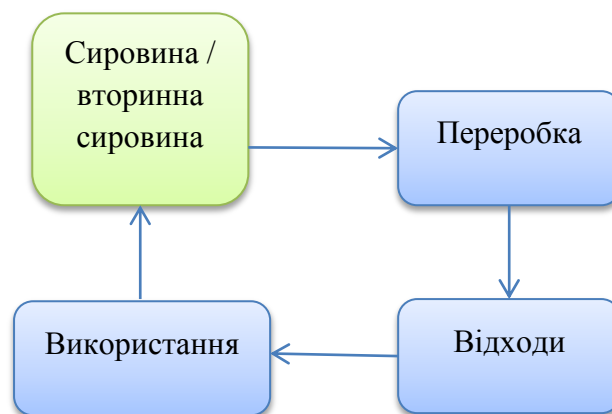 Сировина /
вторинна
сировина
Переробка
Використання
Відходи